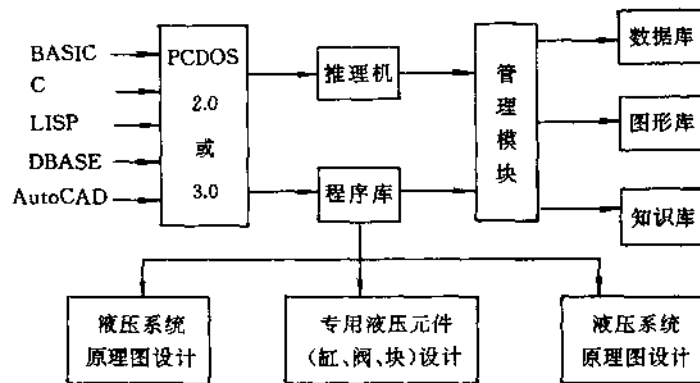 BASIC
C
LISP
DBASE
AutoCAD
PCDOS
2.0
或
3.0
推理机
程序库
管
理
模
块
数据库
图形库
知识库
液压系统
原理图设计
专用液压元件
(缸、阀、块)设计
液压系统
原理图设计